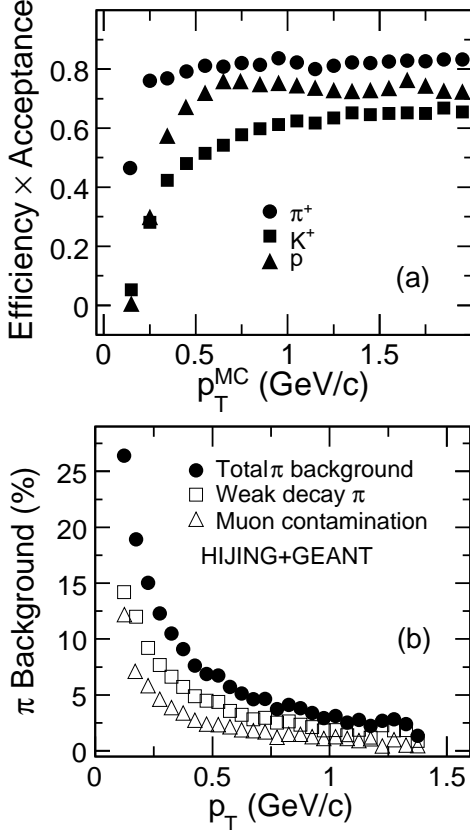 Efficiency × Acceptance
0.8
0.6
0.4
0.2
0
π+
K+
p
(a)
0 0.5 1 1.5
p_T^MC (GeV/c)
π Background (%)
25
20
15
10
5
0
Total π background
Weak decay π
Muon contamination
HIJING+GEANT
(b)
0 0.5 1 1.5
p_T (GeV/c)